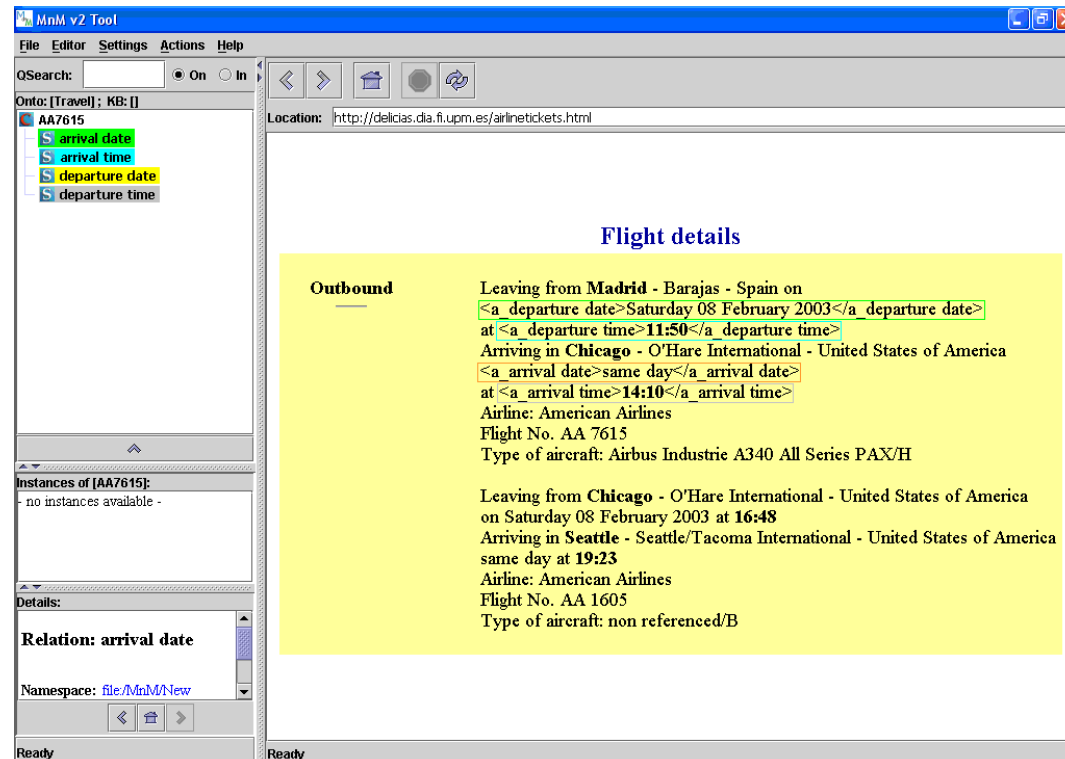 MnM v2 Tool
File Editor Settings Actions Help
QSearch: On In
Onto: [Travel] ; KB: []
AA7615
S arrival date
S arrival time
S departure date
S departure time
Instances of [AA7615]:
- no instances available -
Details:
Relation: arrival date
Namespace: file:/MnM/New
Ready
Location: http://delicias.dia.fi.upm.es/airlinetickets.html
Flight details
Outbound
Leaving from Madrid - Barajas - Spain on
<a_departure date>Saturday 08 February 2003</a_departure date>
at <a_departure time>11:50</a_departure time>
Arriving in Chicago - O'Hare International - United States of America
<a_arrival date>same day</a_arrival date>
at <a_arrival time>14:10</a_arrival time>
Airline: American Airlines
Flight No. AA 7615
Type of aircraft: Airbus Industrie A340 All Series PAX/H
Leaving from Chicago - O'Hare International - United States of America
on Saturday 08 February 2003 at 16:48
Arriving in Seattle - Seattle/Tacoma International - United States of America
same day at 19:23
Airline: American Airlines
Flight No. AA 1605
Type of aircraft: non referenced/B
Ready